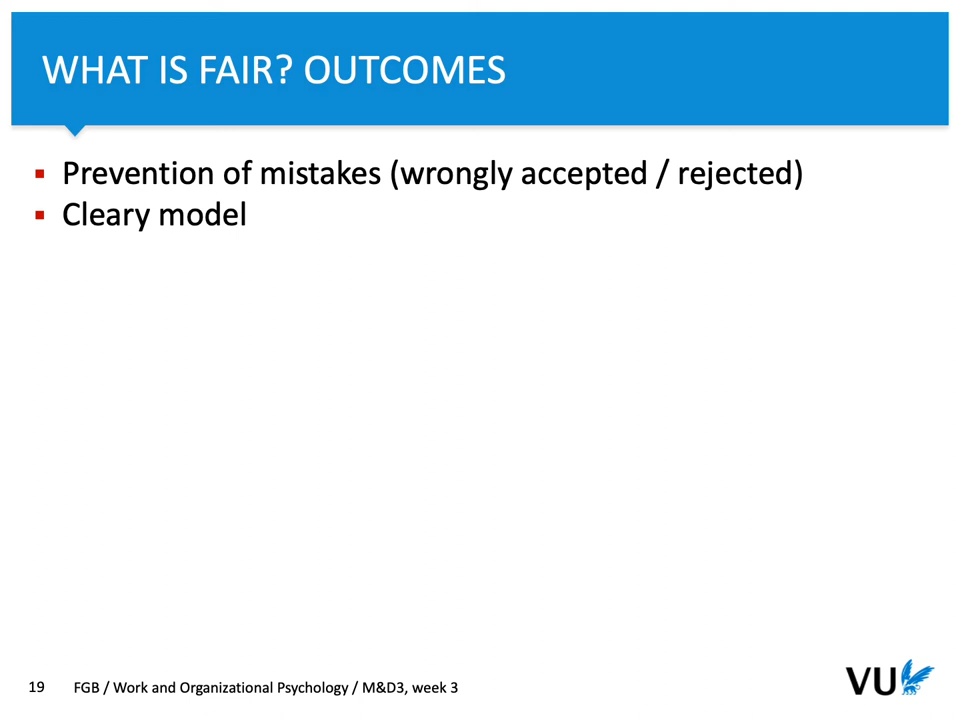 WHAT IS FAIR? OUTCOMES
▪ Prevention of mistakes (wrongly accepted / rejected)
▪ Cleary model
19 FGB / Work and Organizational Psychology / M&D3, week 3
VU